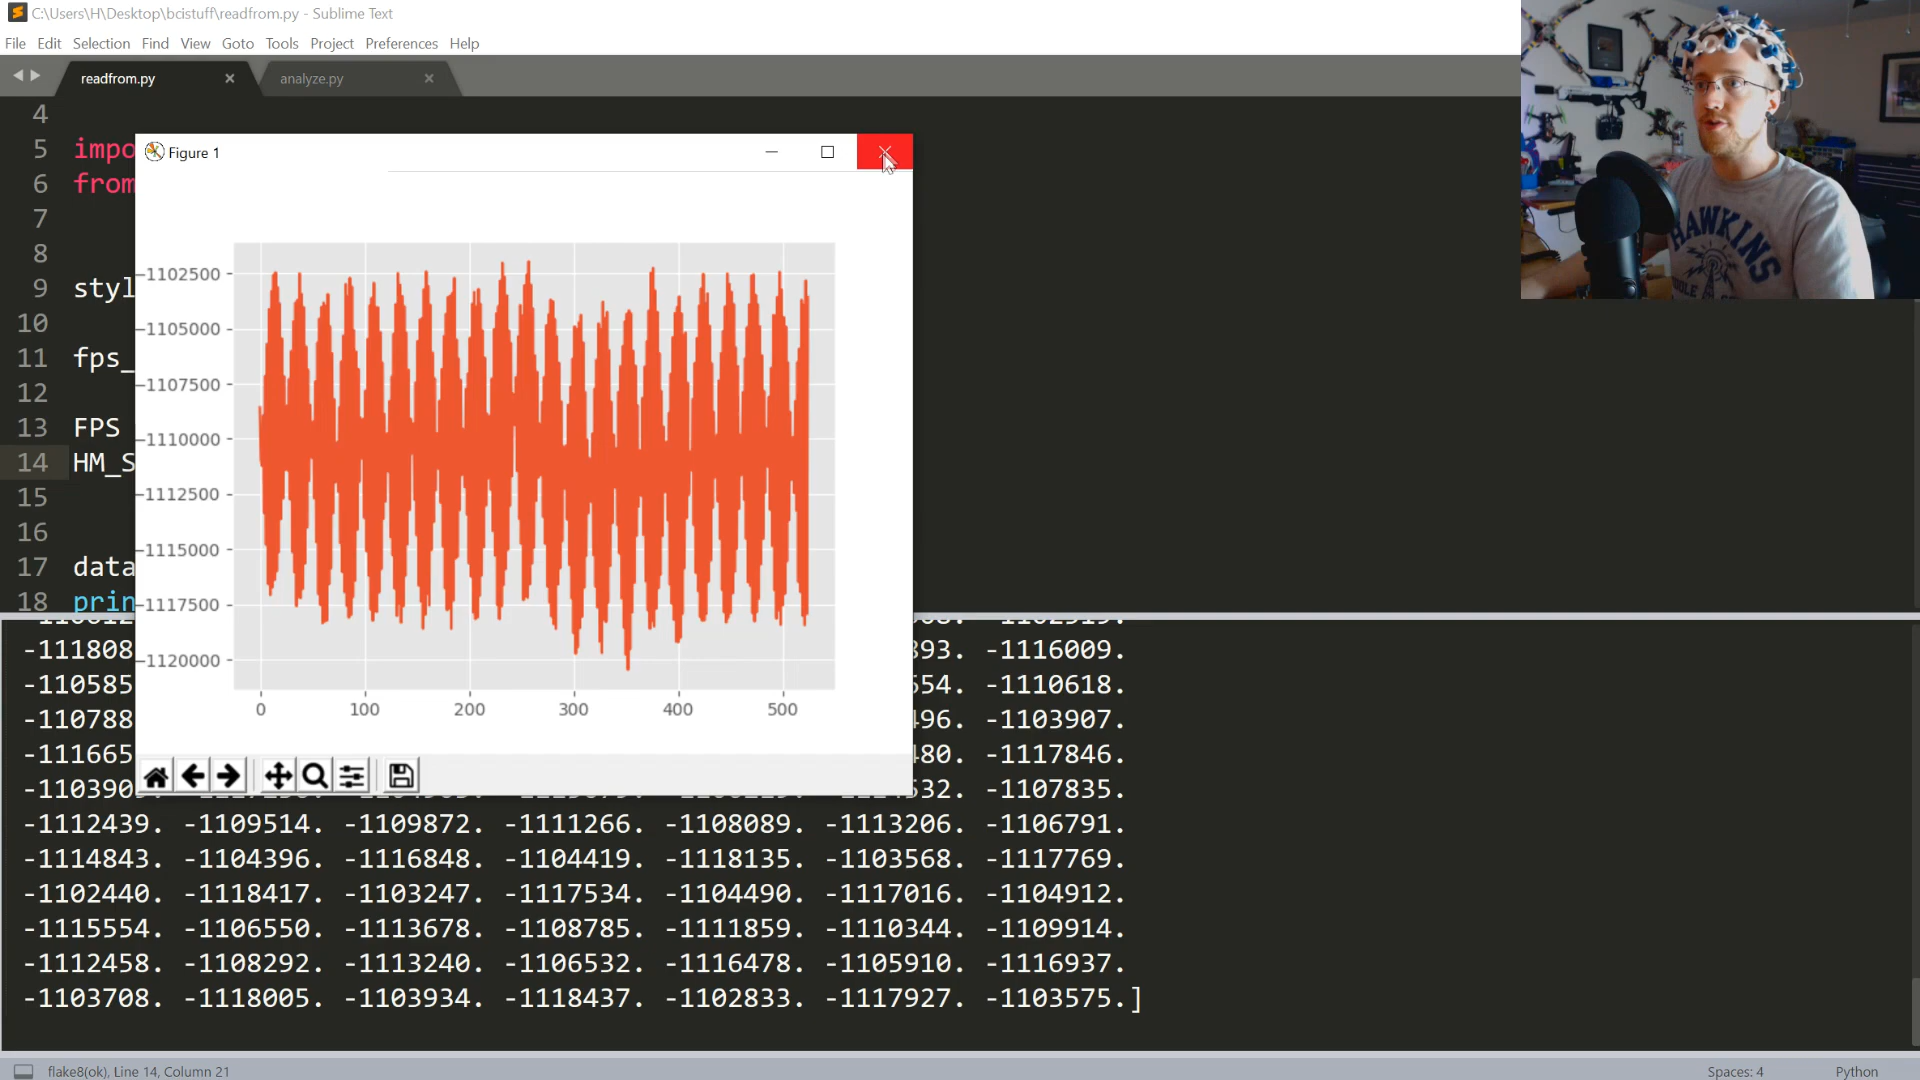 C:\Users\H\Desktop\bcistuff\readfrom.py - Sublime Text
File Edit Selection Find View Goto Tools Project Preferences Help
readfrom.py analyze.py
4
5 impo
6 from
7
8
9 styl
10
11 fps_
12
13 FPS
14 HM_S
15
16
17 data
18 prin
Figure 1
-1102500
-1105000
-1107500
-1110000
-1112500
-1115000
-1117500
-1120000
0 100 200 300 400 500
HAWKINS
-111808 893. -1116009.
-110585 -1110618.
-110788 -1103907.
-111665 -1117846.
-1107835.
-1112439. -1109514. -1109872. -1111266. -1108089. -1113206. -1106791.
-1114843. -1104396. -1116848. -1104419. -1118135. -1103568. -1117769.
-1102440. -1118417. -1103247. -1117534. -1104490. -1117016. -1104912.
-1115554. -1106550. -1113678. -1108785. -1111859. -1110344. -1109914.
-1112458. -1108292. -1113240. -1106532. -1116478. -1105910. -1116937.
-1103708. -1118005. -1103934. -1118437. -1102833. -1117927. -1103575.]
flake8(ok), Line 14, Column 21
Spaces: 4 Python